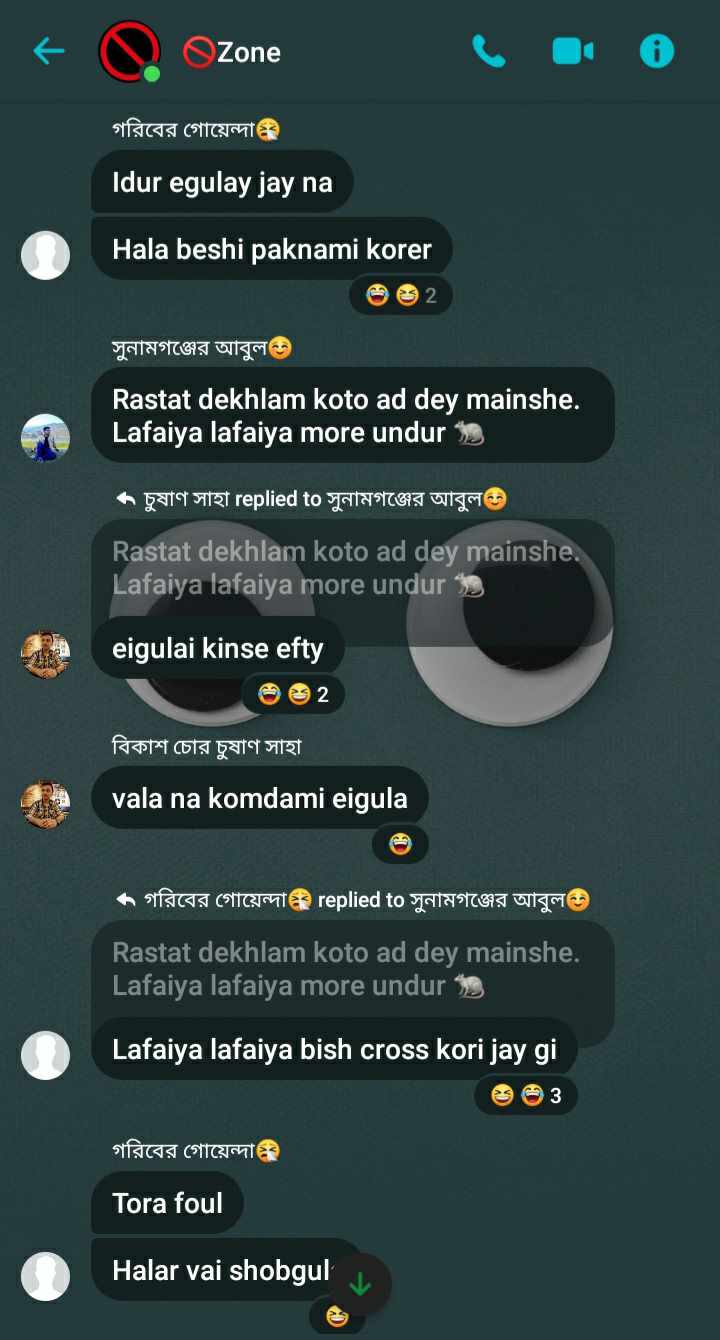 🚫Zone
গরিবের গোয়েন্দা😤
Idur egulay jay na
Hala beshi paknami korer
😂 😆 2
সুনামগঞ্জের আবুল☺️
Rastat dekhlam koto ad dey mainshe.
Lafaiya lafaiya more undur 🐀
চুষাণ সাহা replied to সুনামগঞ্জের আবুল☺️
Rastat dekhlam koto ad dey mainshe.
Lafaiya lafaiya more undur 🐀
eigulai kinse efty
😂 😆 2
বিকাশ চোর চুষাণ সাহা
vala na komdami eigula
😂
গরিবের গোয়েন্দা😤 replied to সুনামগঞ্জের আবুল☺️
Rastat dekhlam koto ad dey mainshe.
Lafaiya lafaiya more undur 🐀
Lafaiya lafaiya bish cross kori jay gi
😆 😂 3
গরিবের গোয়েন্দা😤
Tora foul
Halar vai
😆